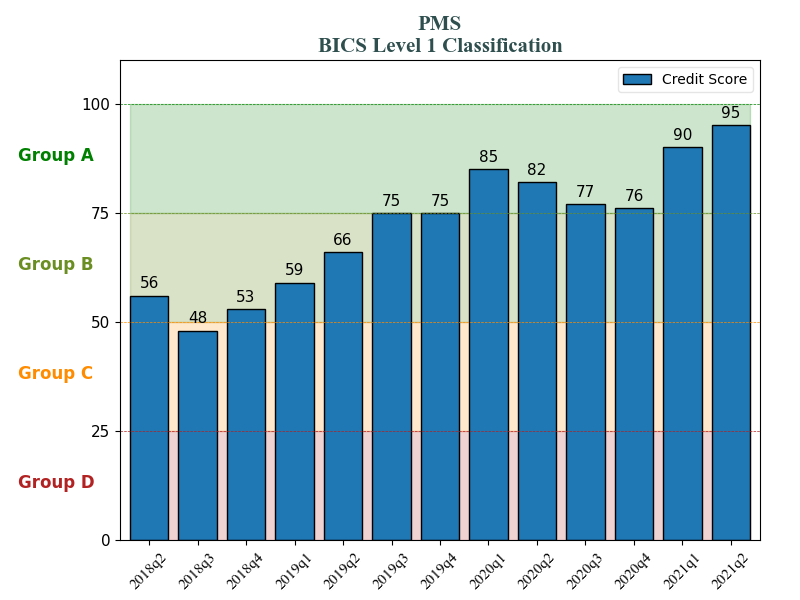 PMS
BICS Level 1 Classification
Credit Score
100
75
50
25
0
Group A
Group B
Group C
Group D
56
48
53
59
66
75
75
85
82
77
76
90
95
2018q2
2018q3
2018q4
2019q1
2019q2
2019q3
2019q4
2020q1
2020q2
2020q3
2020q4
2021q1
2021q2